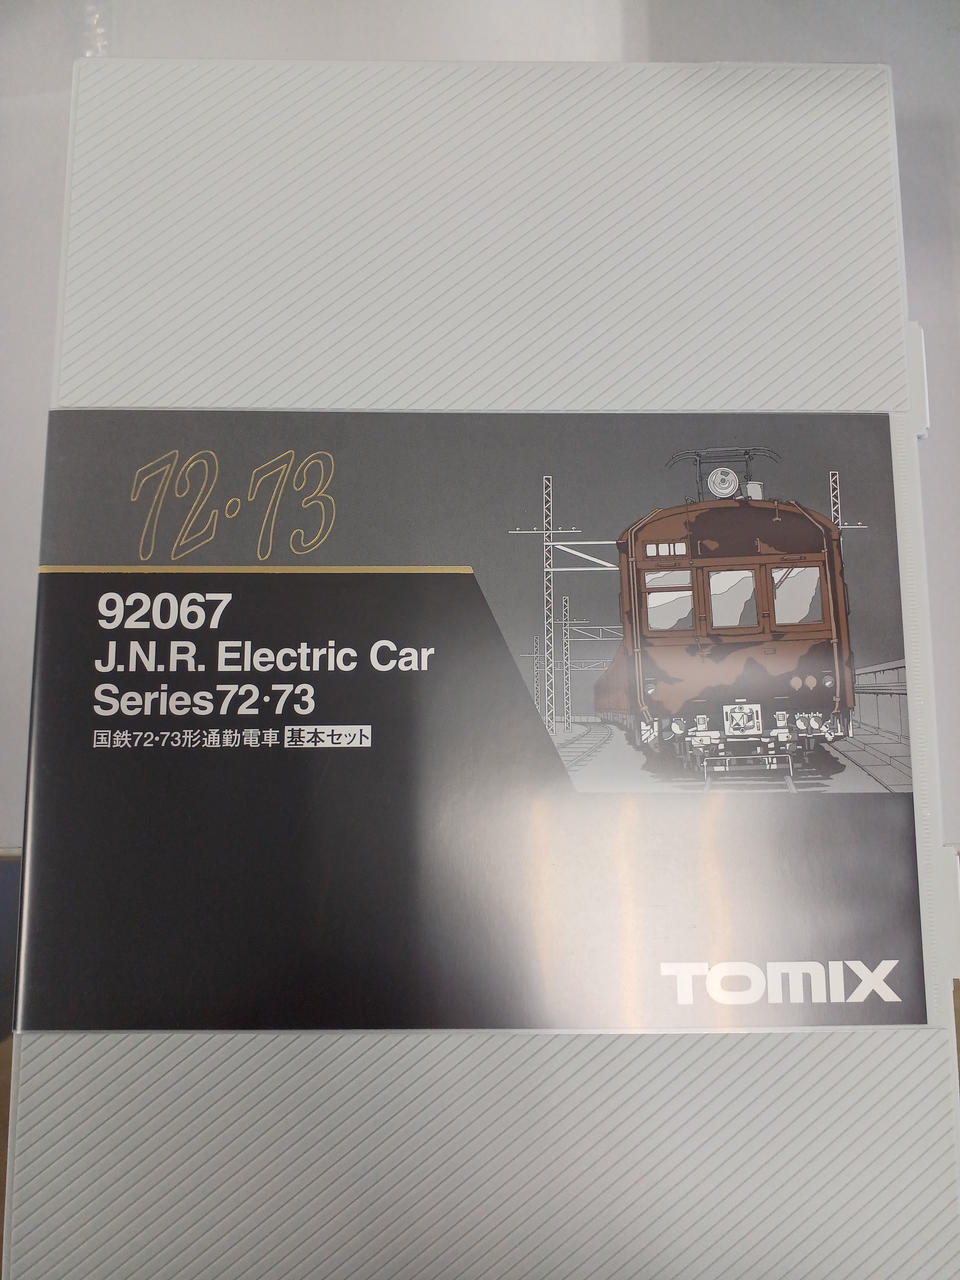 72・73
92067
J.N.R. Electric Car
Series72・73
国鉄72・73形通勤電車 基本セット
TOMIX